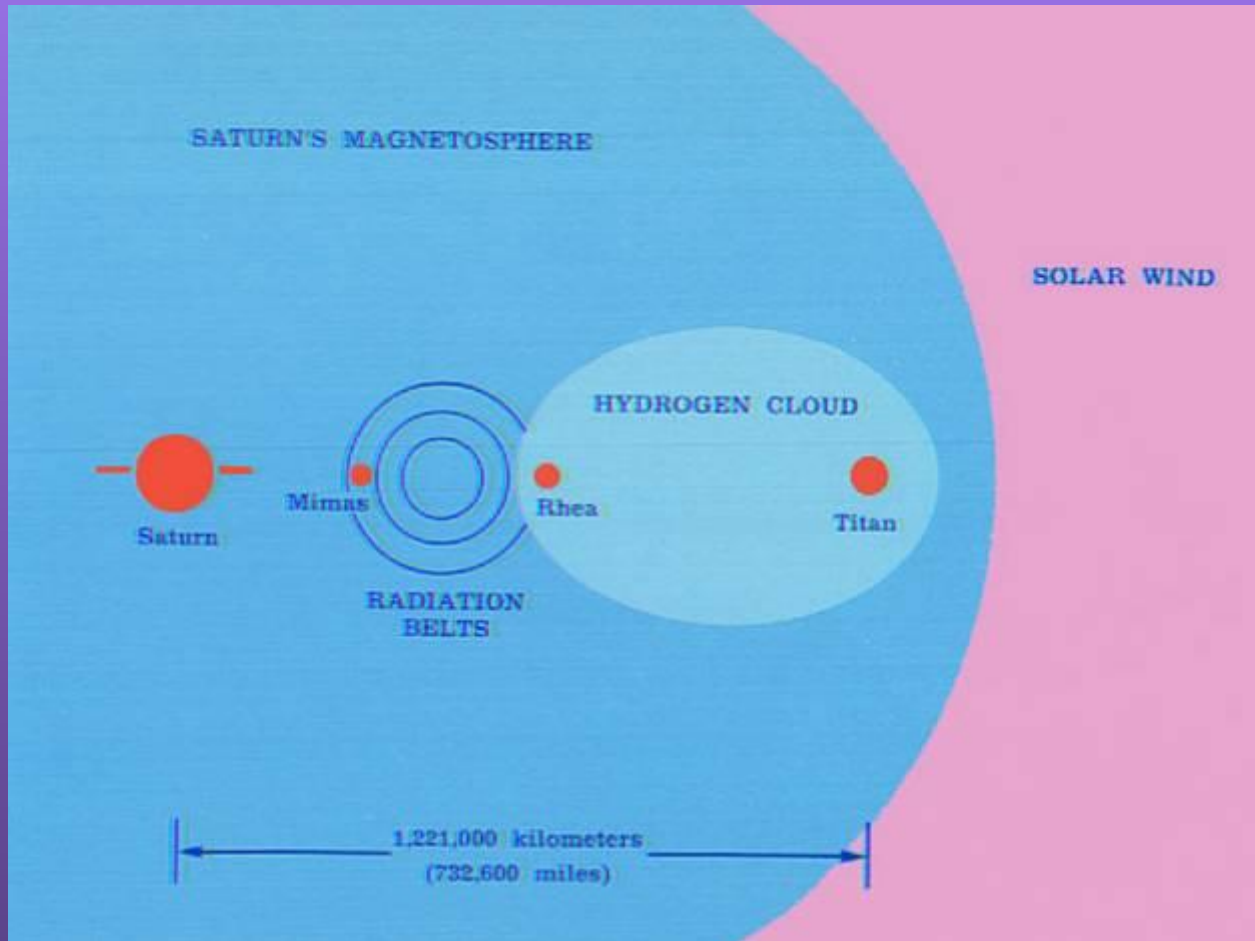 SATURN'S MAGNETOSPHERE
SOLAR WIND
HYDROGEN CLOUD
Mimas
Rhea
Titan
Saturn
RADIATION
BELTS
1,221,000 kilometers
(732,600 miles)